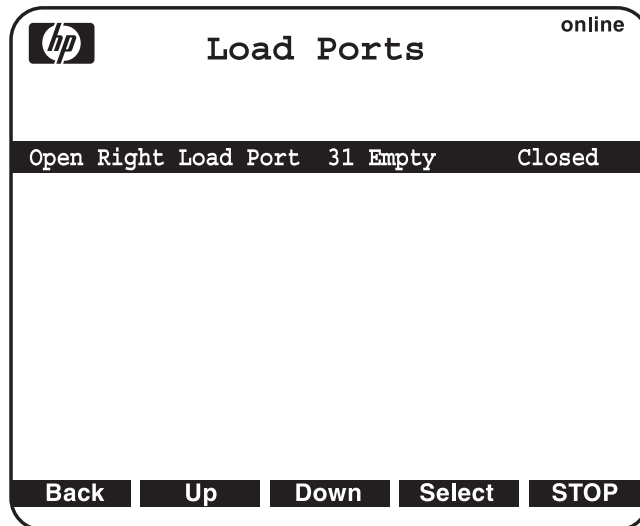 hp
Load Ports
online
Open Right Load Port 31 Empty Closed
Back Up Down Select STOP